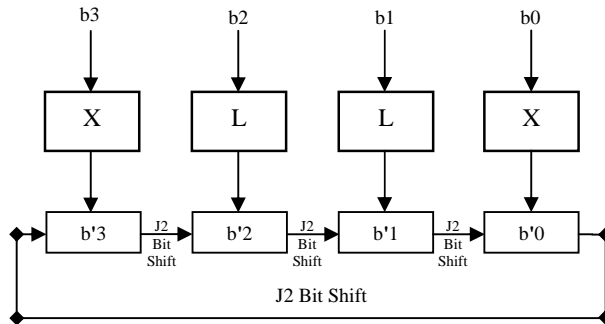 b3 b2 b1 b0
X L L X
b'3 J2 Bit Shift b'2 J2 Bit Shift b'1 J2 Bit Shift b'0
J2 Bit Shift